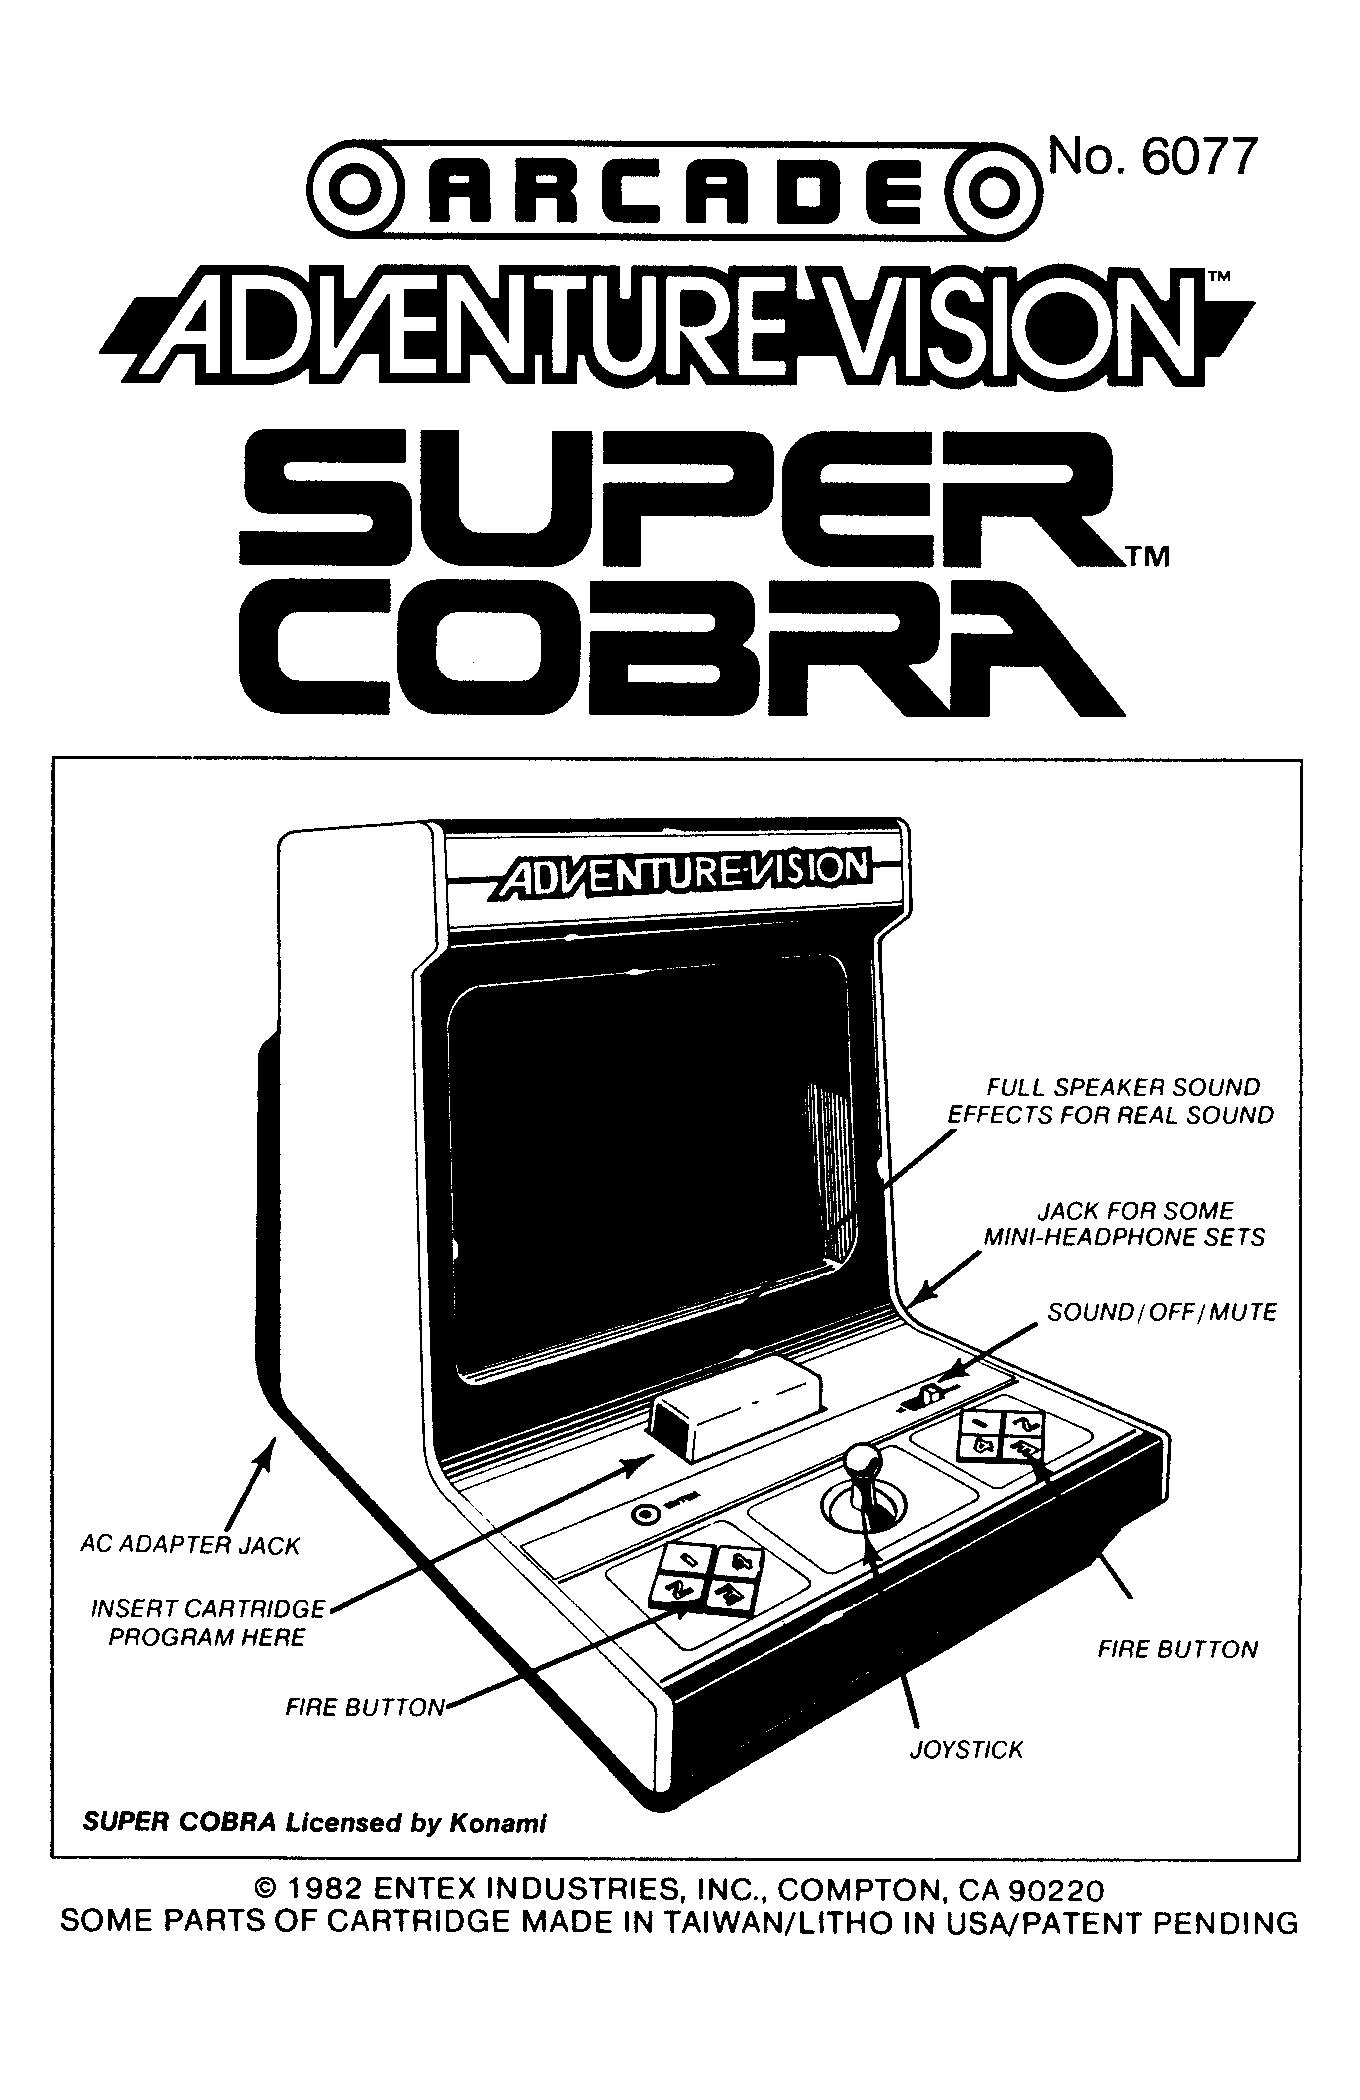 ARCADE No. 6077
ADVENTURE VISION™
SUPER
COBRA™
ADVENTURE-VISION
FULL SPEAKER SOUND
EFFECTS FOR REAL SOUND
JACK FOR SOME
MINI-HEADPHONE SETS
SOUND/OFF/MUTE
AC ADAPTER JACK
INSERT CARTRIDGE
PROGRAM HERE
FIRE BUTTON
FIRE BUTTON
JOYSTICK
SUPER COBRA Licensed by Konami
© 1982 ENTEX INDUSTRIES, INC., COMPTON, CA 90220
SOME PARTS OF CARTRIDGE MADE IN TAIWAN/LITHO IN USA/PATENT PENDING